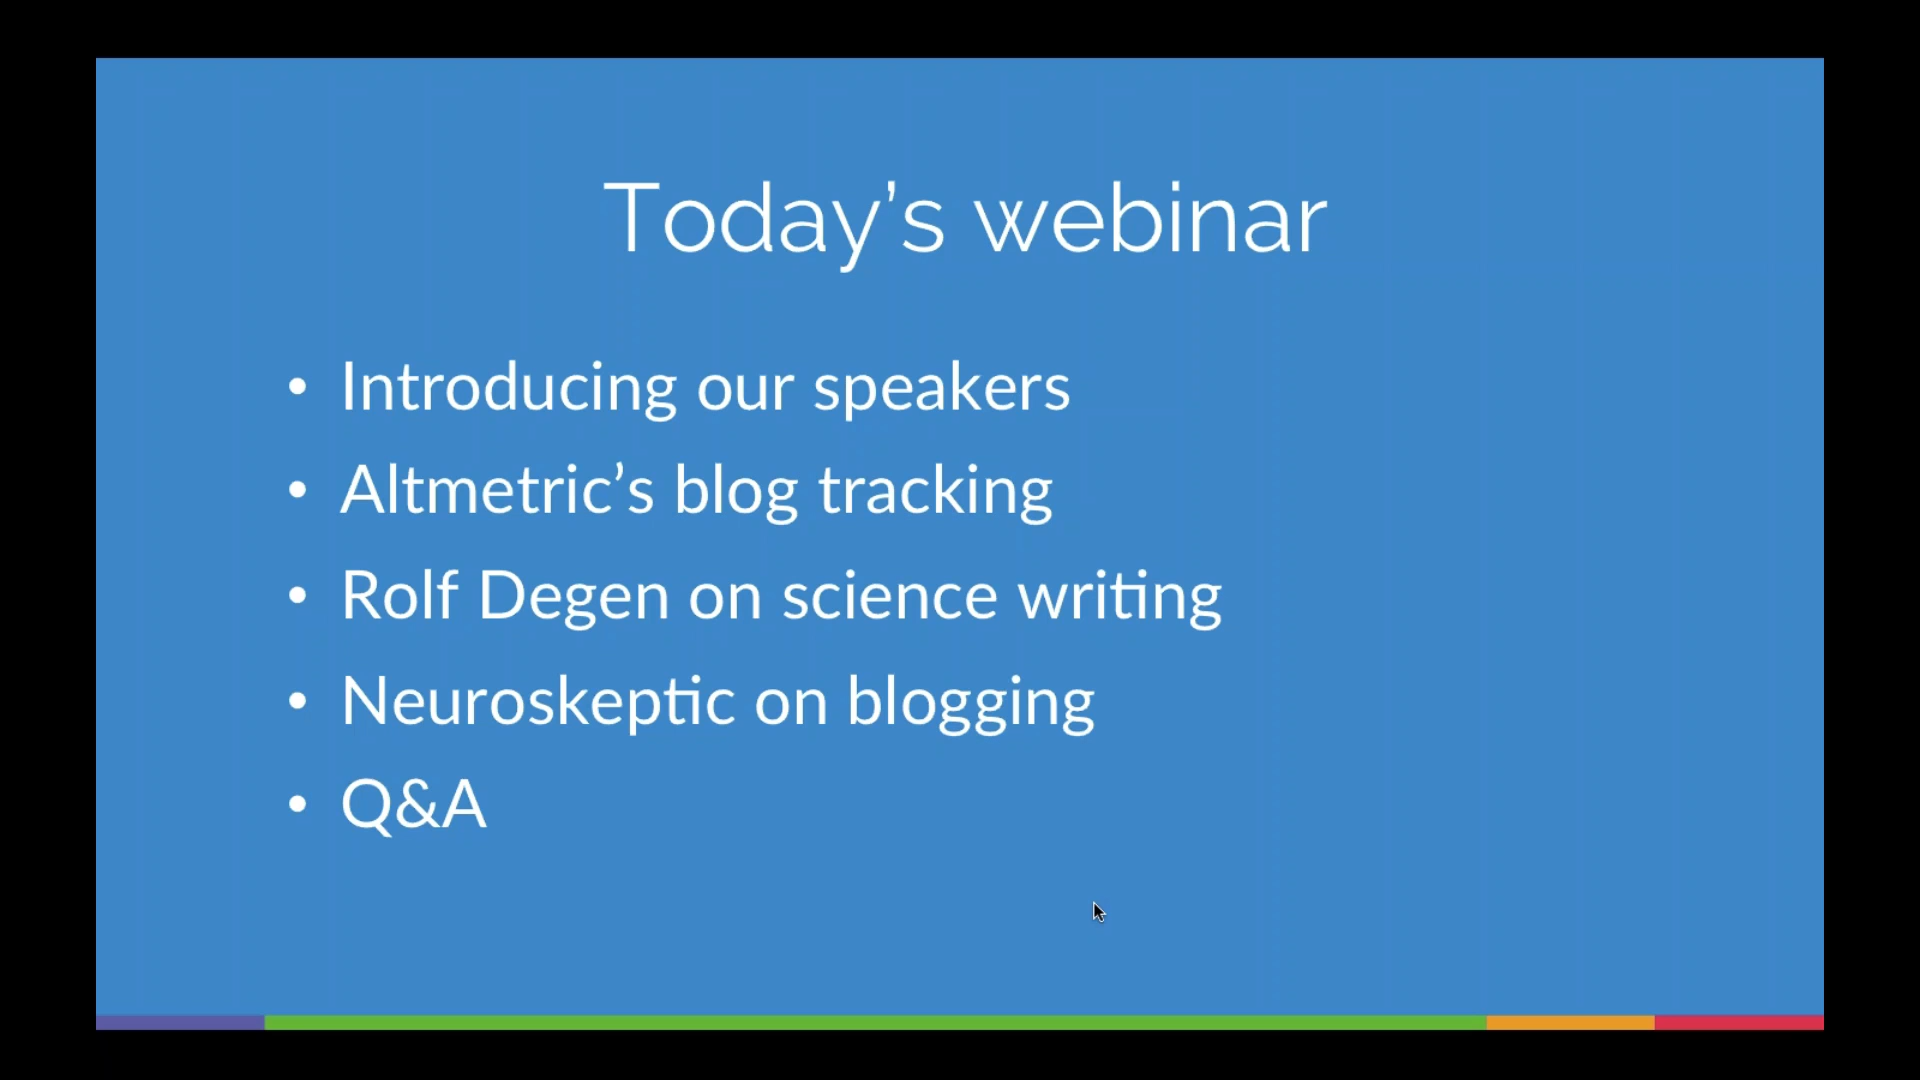 Today’s webinar
• Introducing our speakers
• Altmetric’s blog tracking
• Rolf Degen on science writing
• Neuroskeptic on blogging
• Q&A